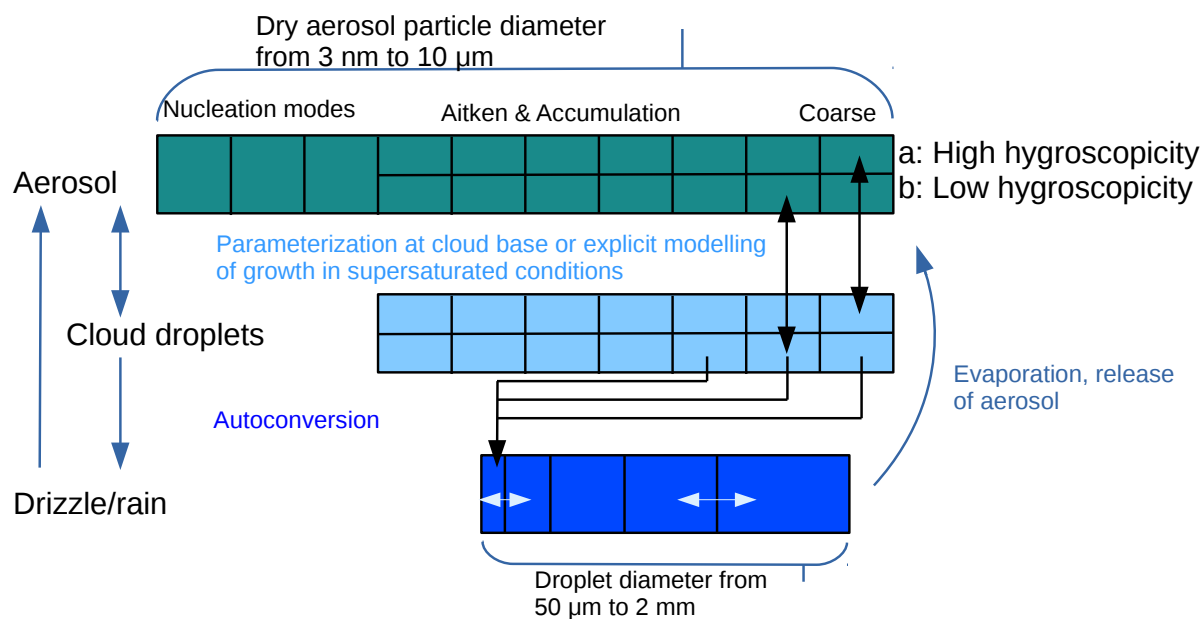 Dry aerosol particle diameter
from 3 nm to 10 µm
Nucleation modes
Aitken & Accumulation
Coarse
a: High hygroscopicity
b: Low hygroscopicity
Aerosol
Parameterization at cloud base or explicit modelling
of growth in supersaturated conditions
Cloud droplets
Evaporation, release
of aerosol
Autoconversion
Drizzle/rain
Droplet diameter from
50 µm to 2 mm